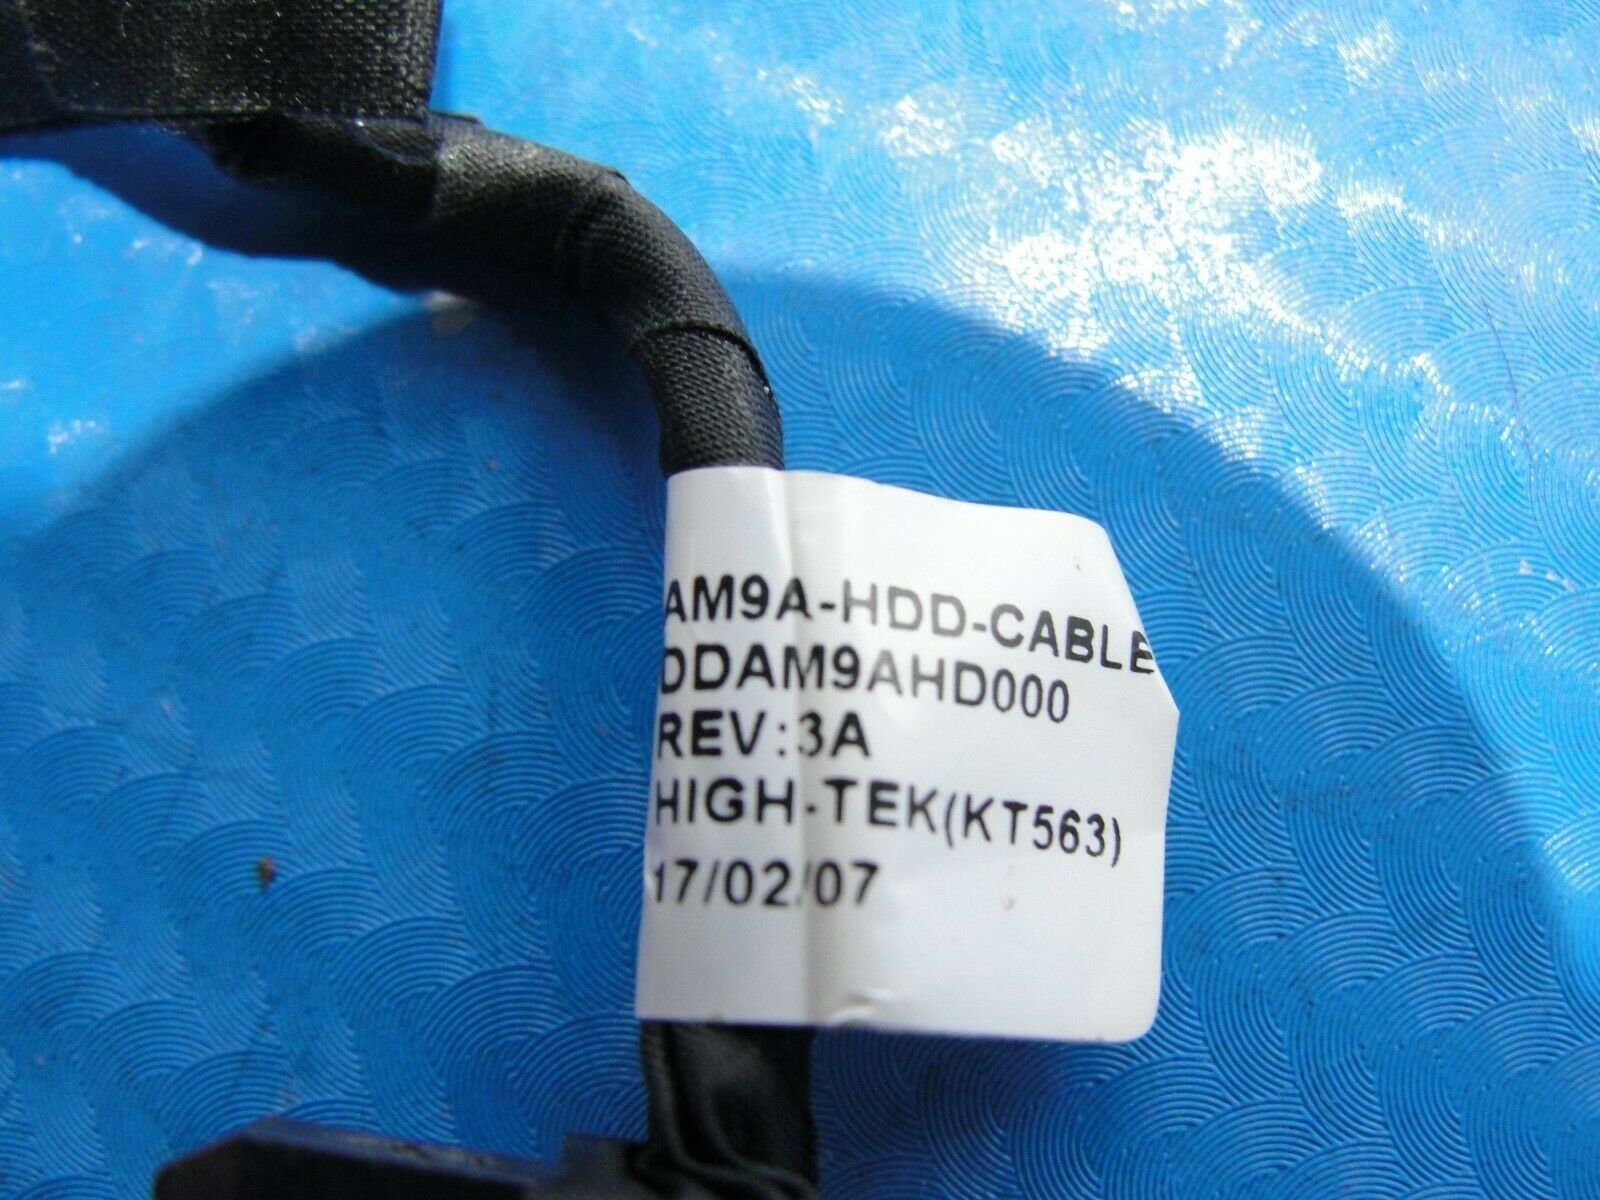 AM9A-HDD-CABLE
DDAM9AHD000
REV:3A
HIGH-TEK(KT563)
17/02/07